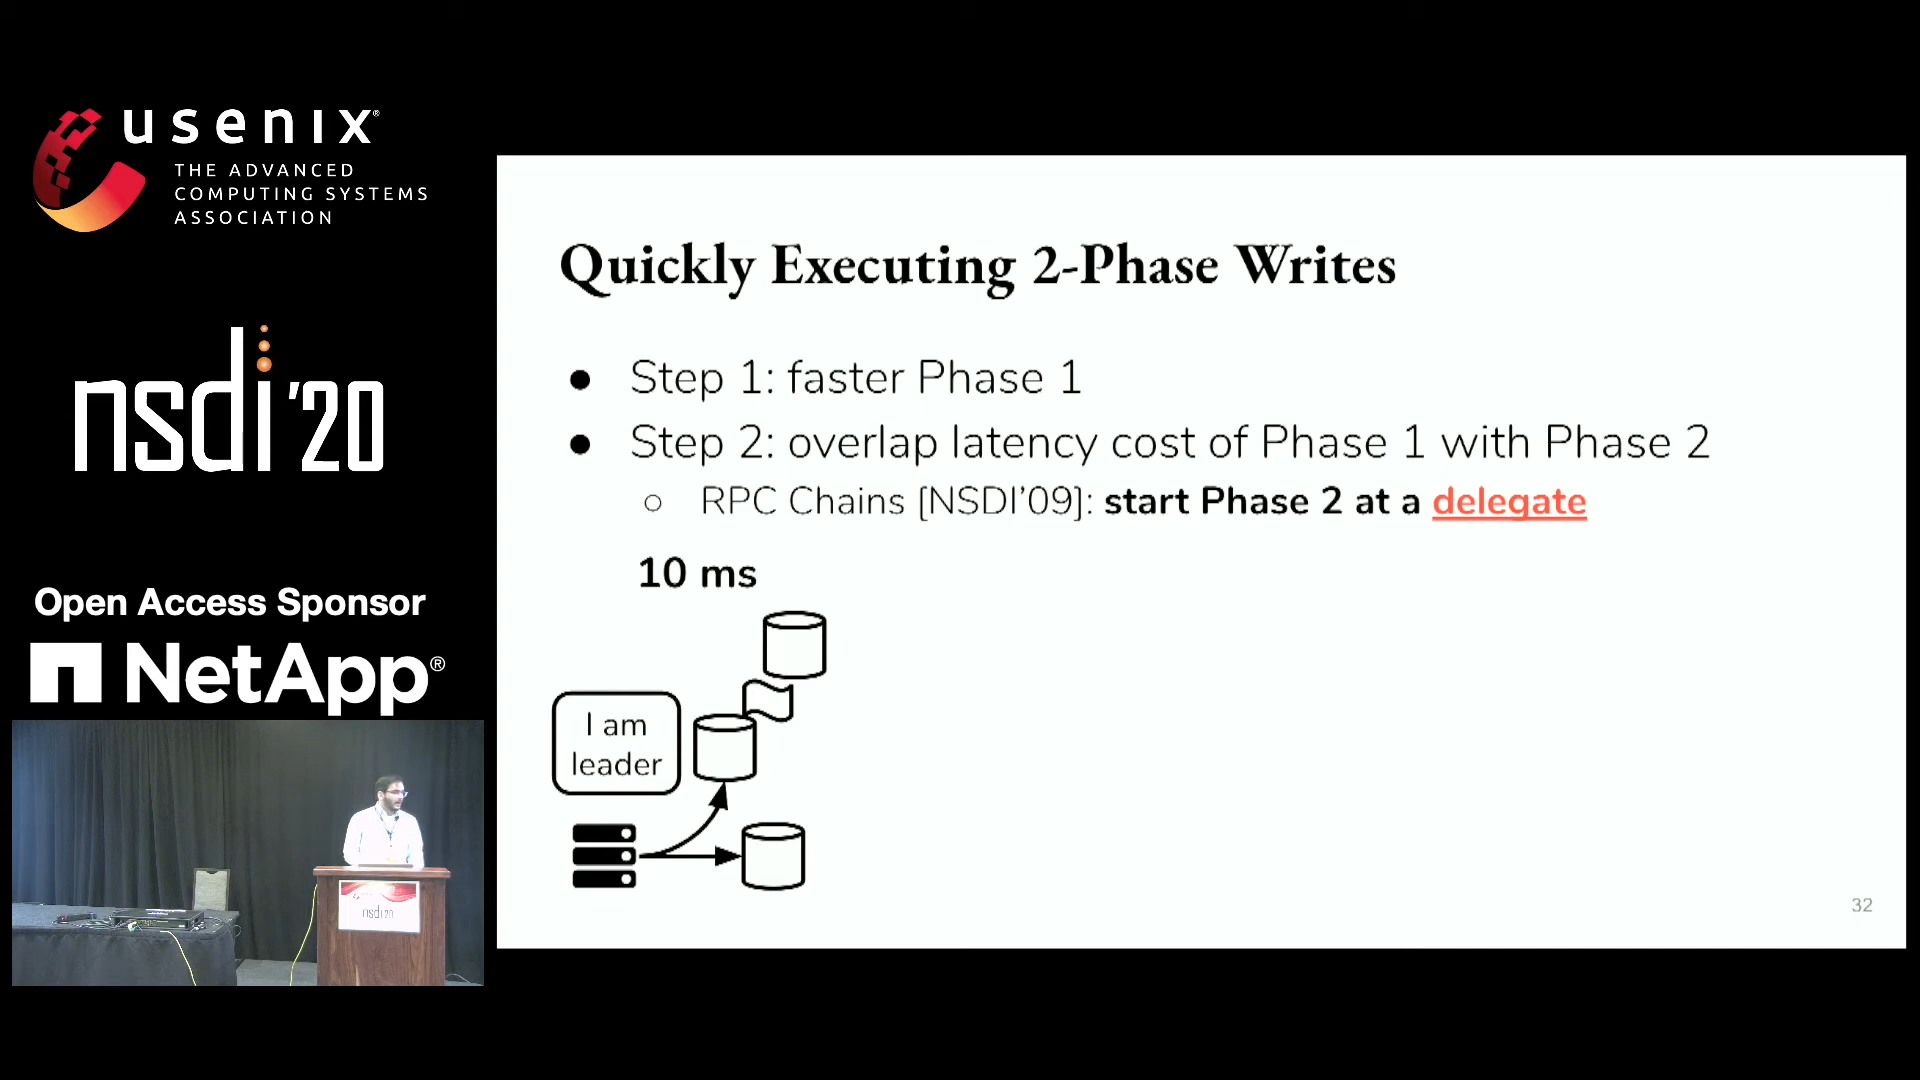 usenix®
THE ADVANCED
COMPUTING SYSTEMS
ASSOCIATION
nsdi '20
Open Access Sponsor
NetApp®
nsdi 20
Quickly Executing 2-Phase Writes
● Step 1: faster Phase 1
● Step 2: overlap latency cost of Phase 1 with Phase 2
○ RPC Chains [NSDI'09]: start Phase 2 at a delegate
10 ms
I am
leader
32